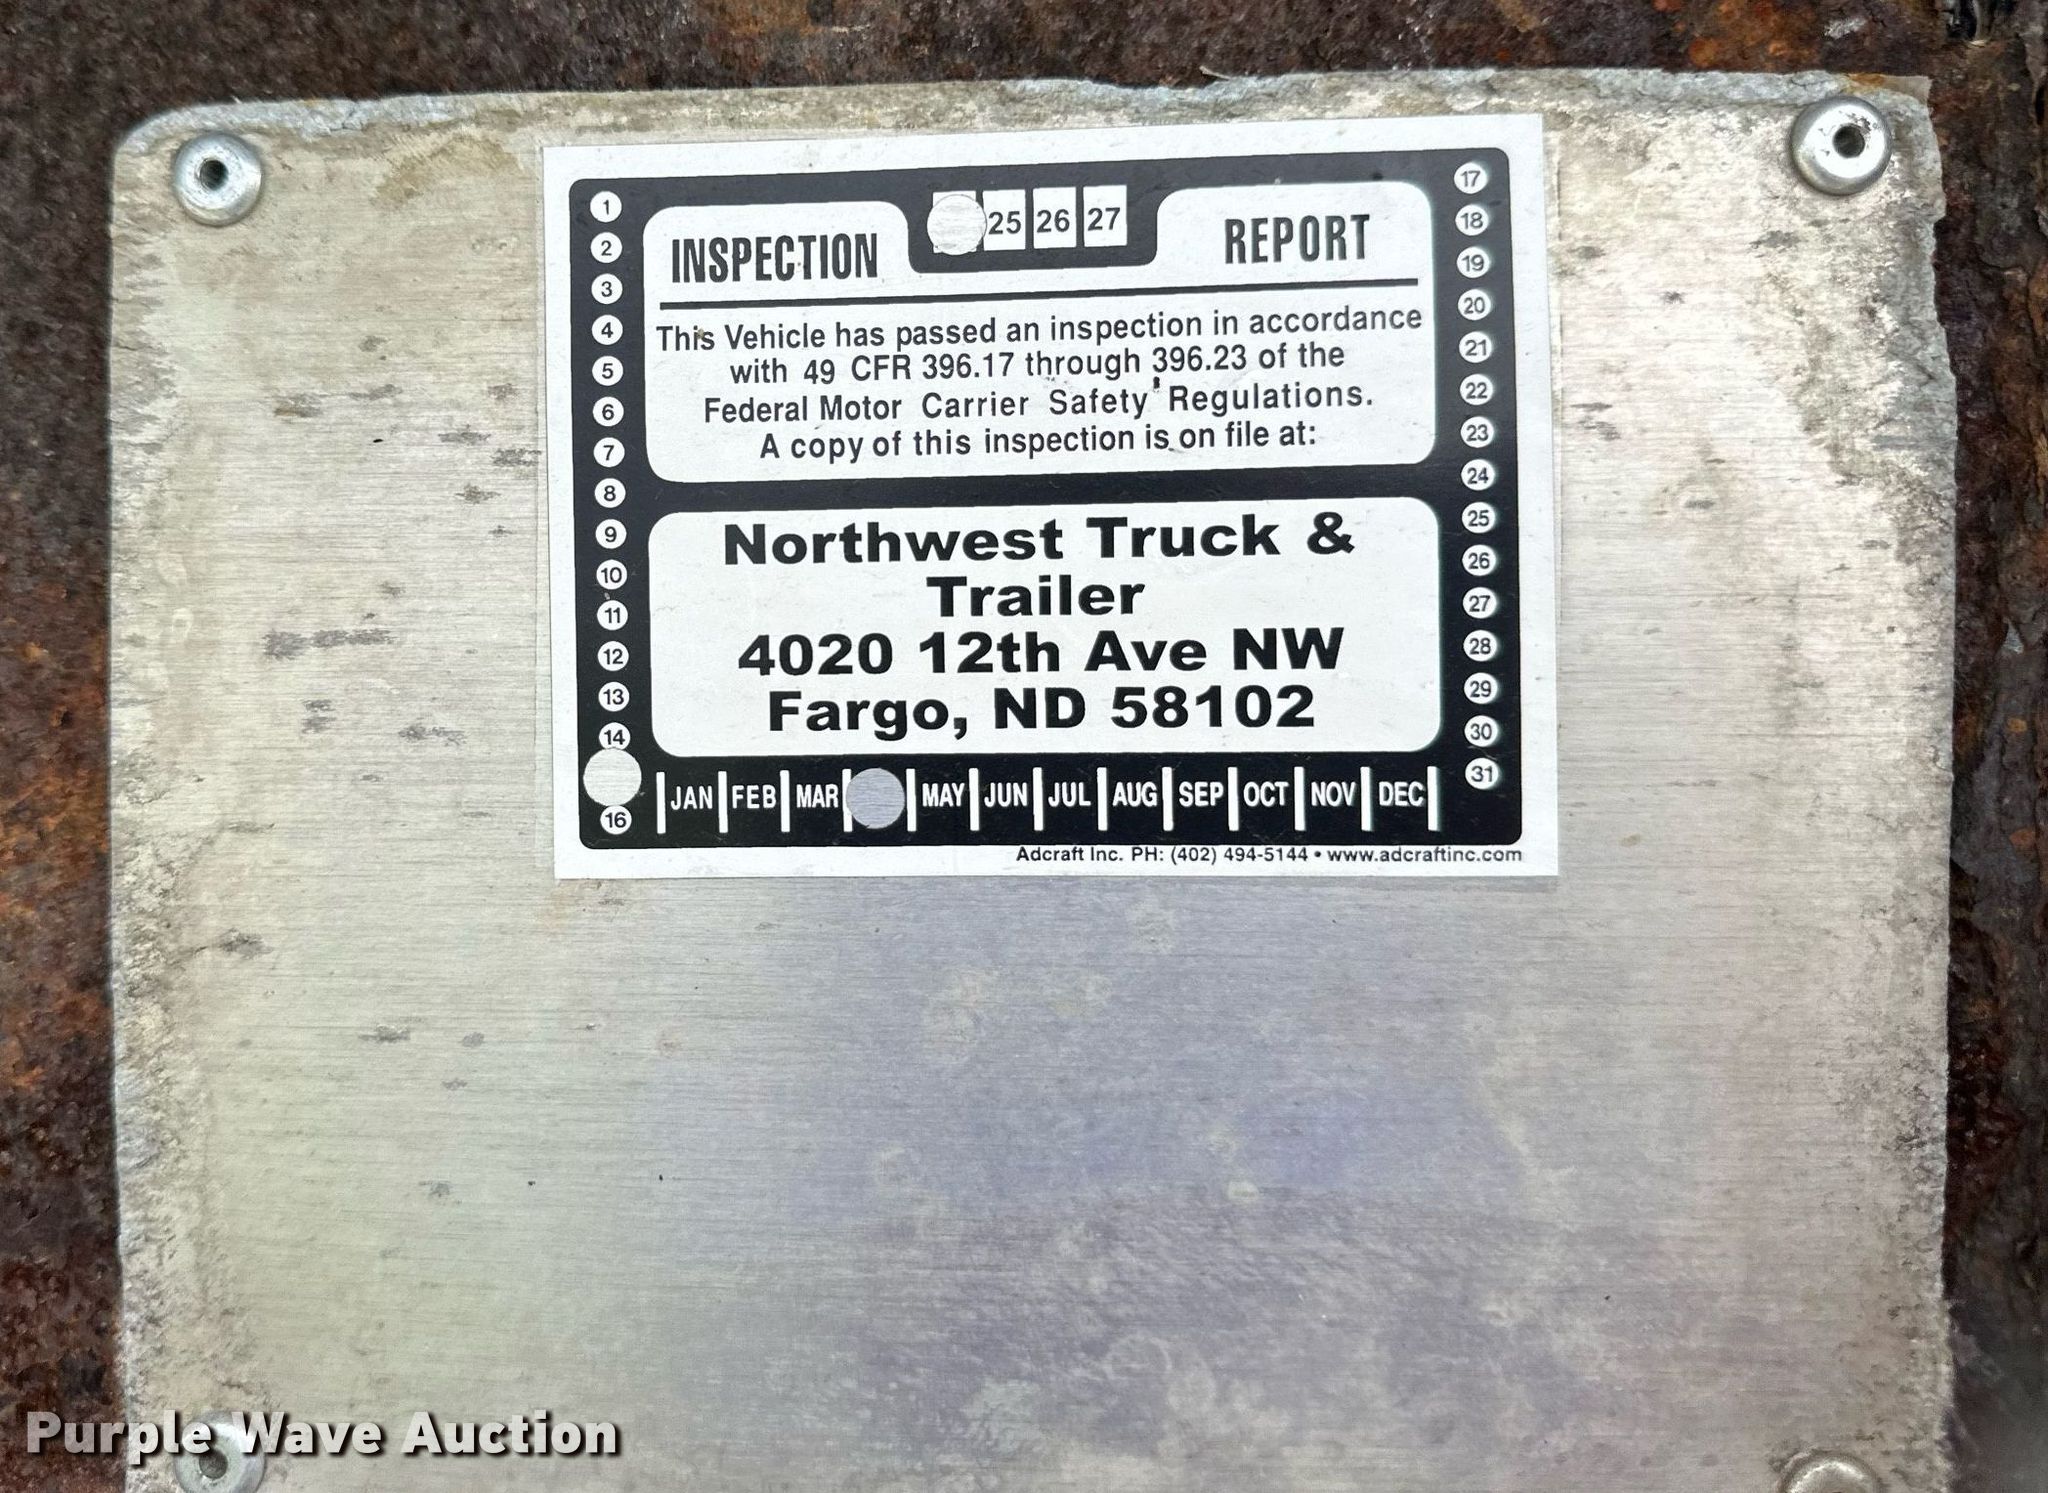 25 26 27
INSPECTION REPORT
This Vehicle has passed an inspection in accordance
with 49 CFR 396.17 through 396.23 of the
Federal Motor Carrier Safety Regulations.
A copy of this inspection is on file at:
Northwest Truck &
Trailer
4020 12th Ave NW
Fargo, ND 58102
1
2
3
4
5
6
7
8
9
10
11
12
13
14
16
17
18
19
20
21
22
23
24
25
26
27
28
29
30
31
JAN FEB MAR MAY JUN JUL AUG SEP OCT NOV DEC
Adcraft Inc. PH: (402) 494-5144 • www.adcraftinc.com
Purple Wave Auction